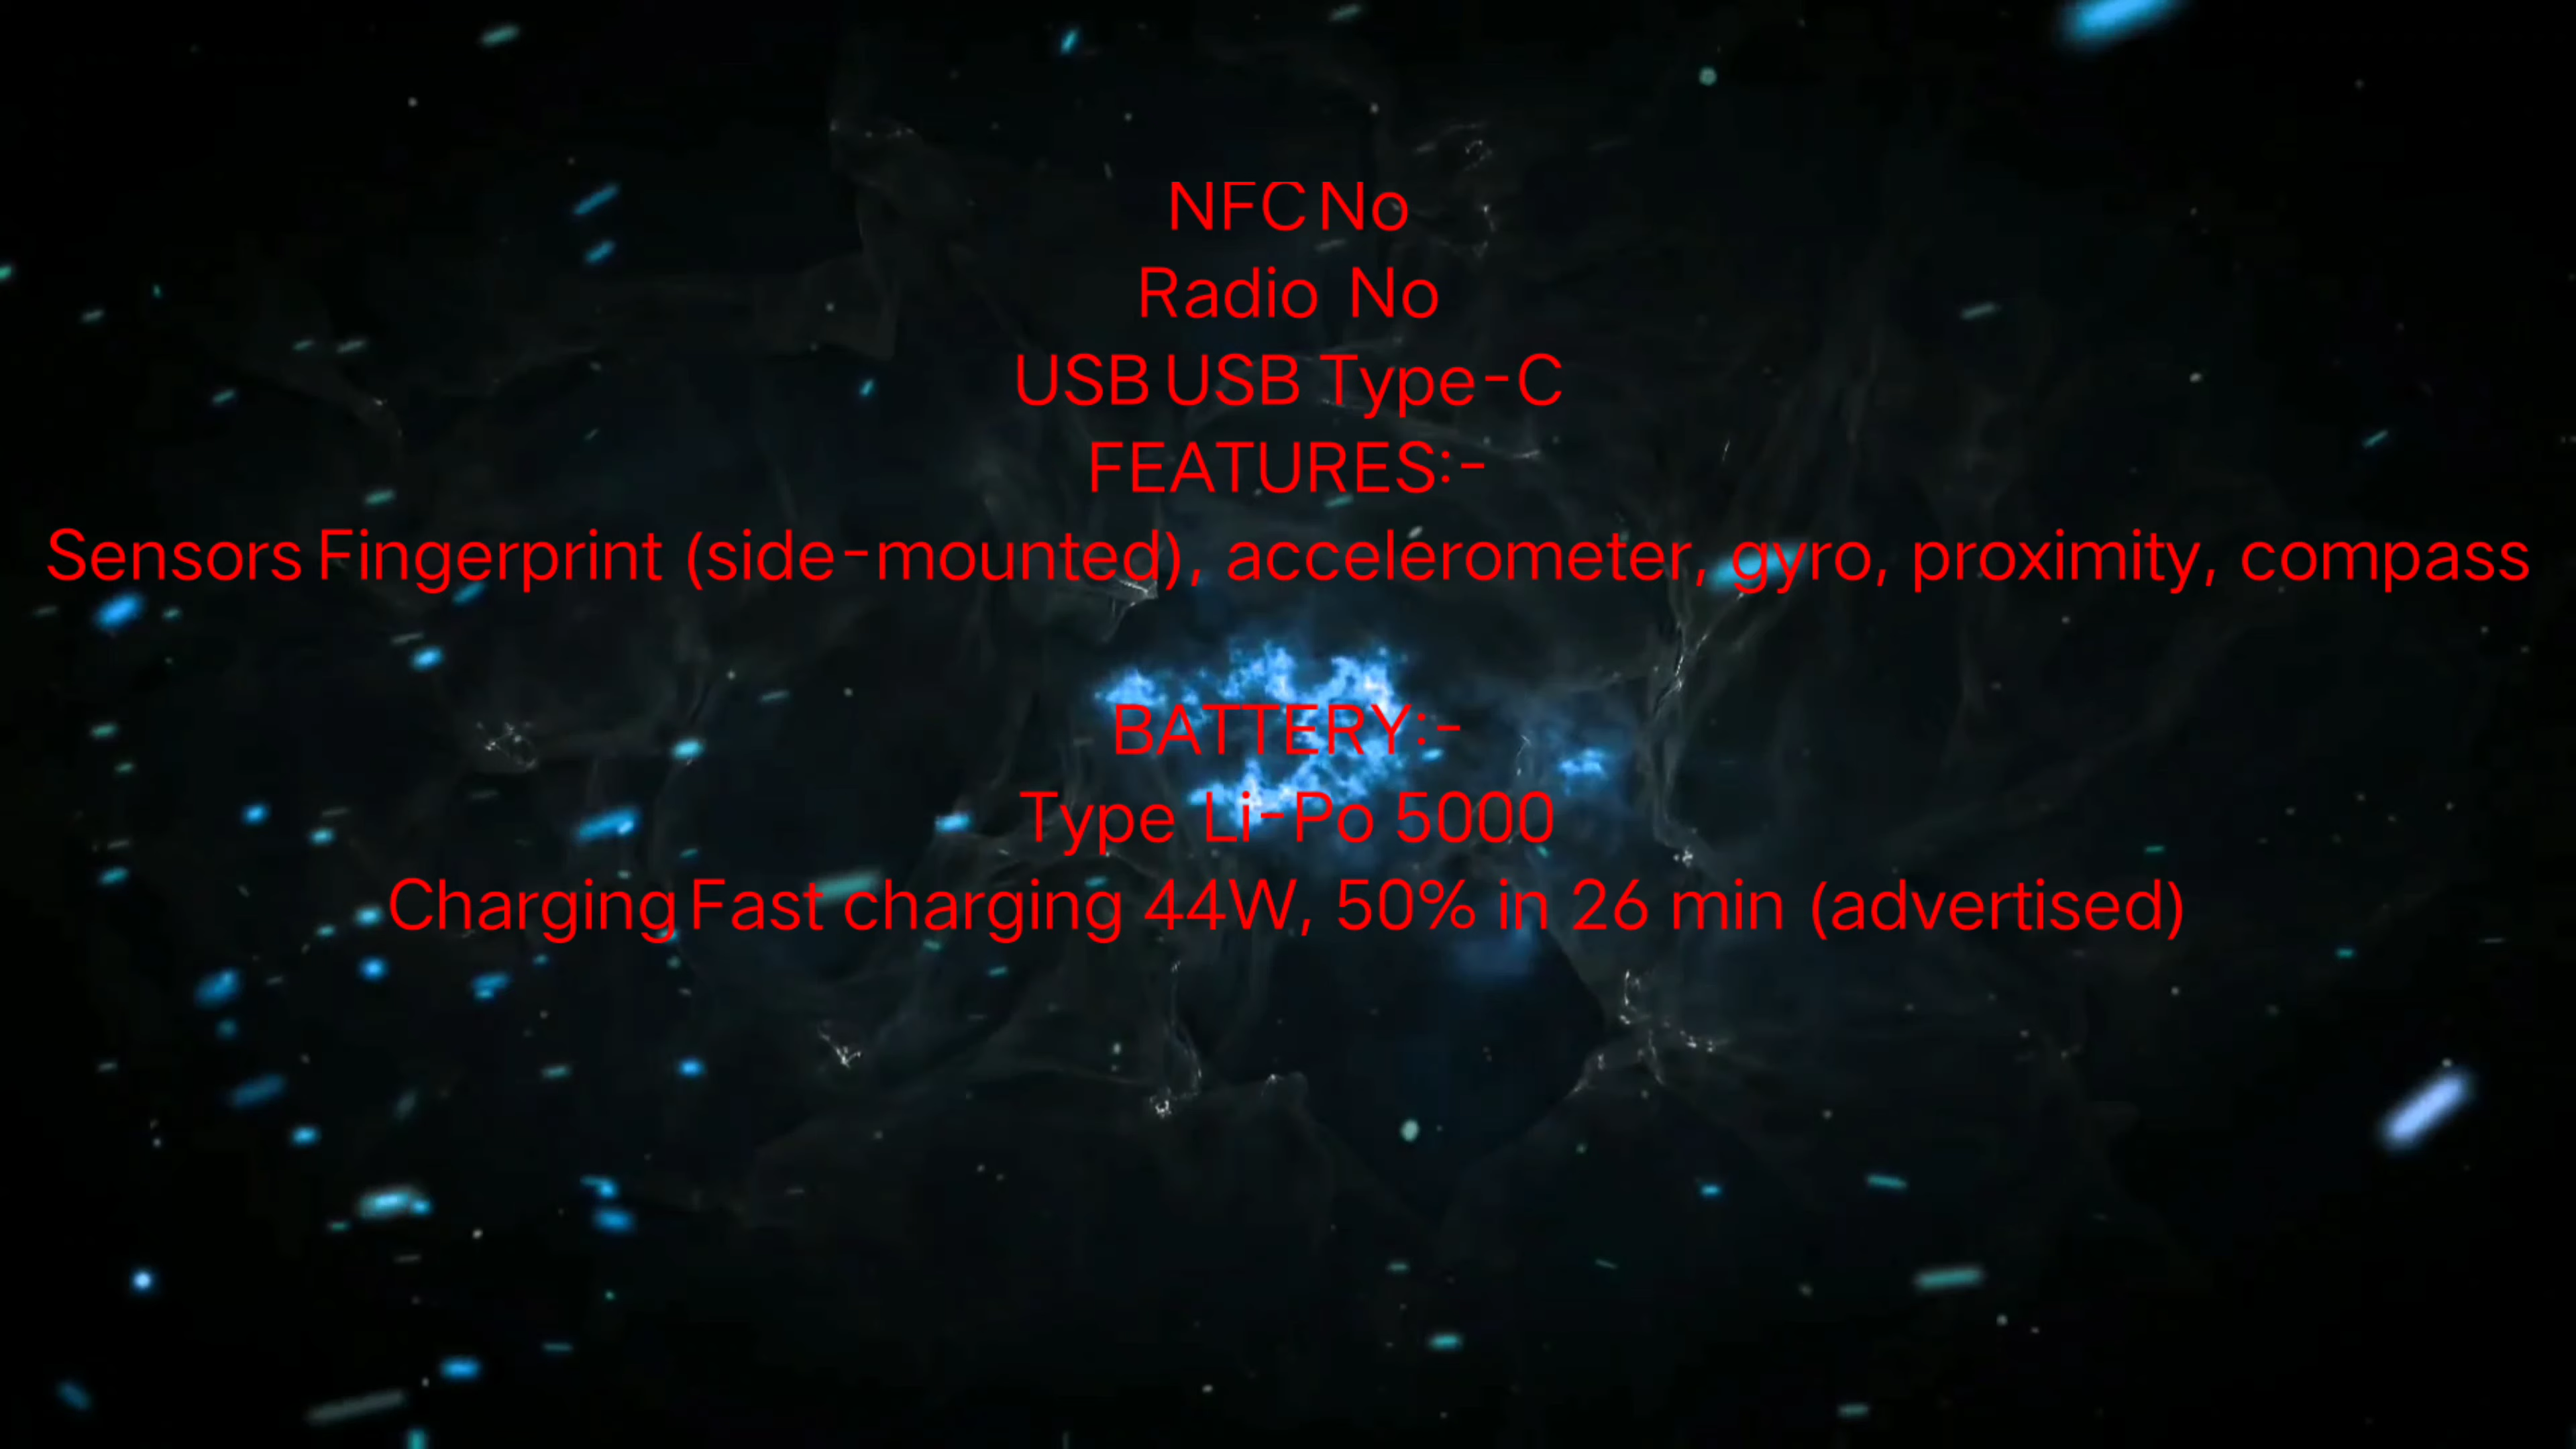 NFC No
Radio No
USB USB Type-C
FEATURES:-
Sensors Fingerprint (side-mounted), accelerometer, gyro, proximity, compass
BATTERY:-
Type Li-Po 5000
Charging Fast charging 44W, 50% in 26 min (advertised)